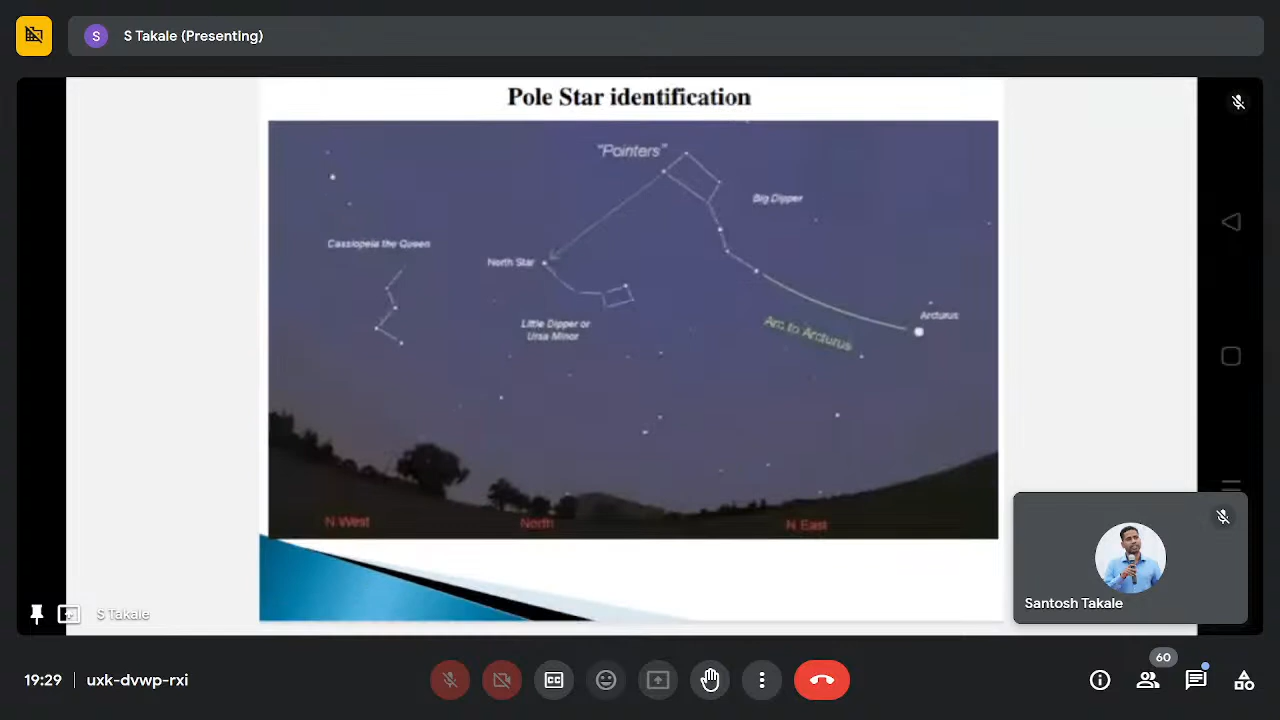 S
S Takale (Presenting)
Pole Star identification
"Pointers"
Big Dipper
Cassiopeia the Queen
North Star
Little Dipper or
Ursa Minor
Arcturus
Arc to Arcturus
N West
North
N East
S Takale
Santosh Takale
19:29
uxk-dvwp-rxi
CC
60